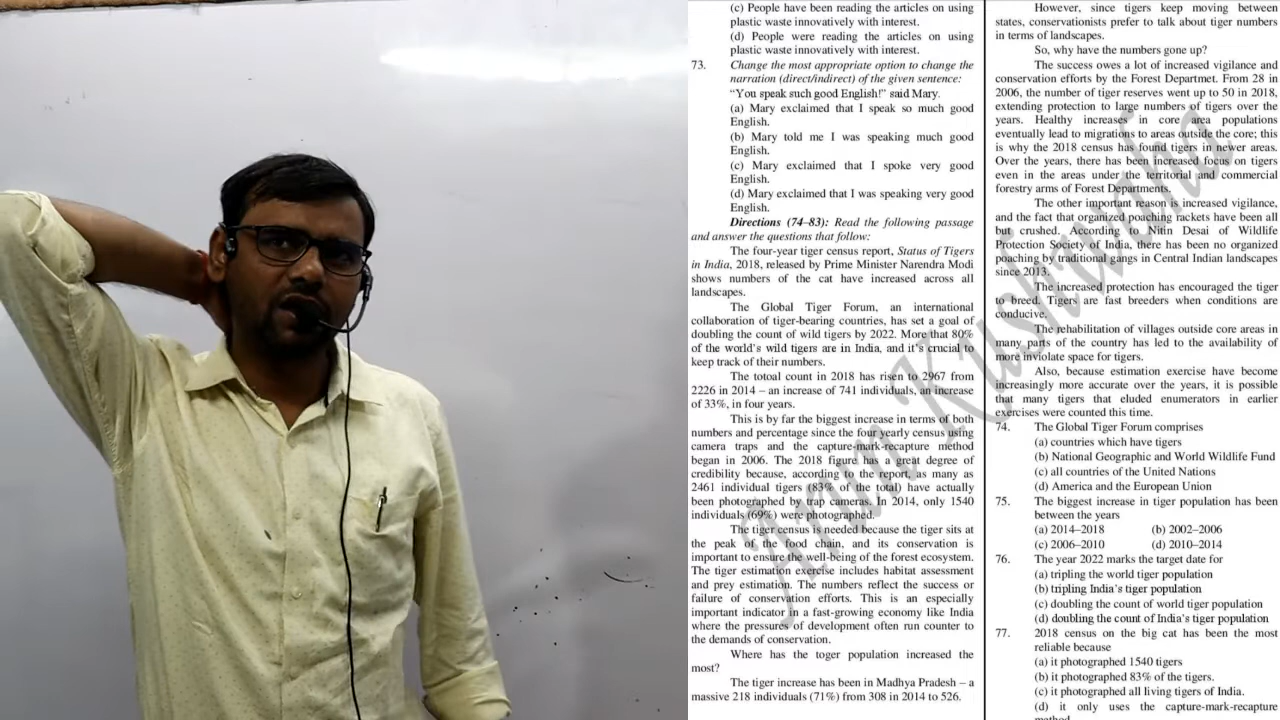 (c) People have been reading the articles on using
plastic waste innovatively with interest.
(d) People were reading the articles on using
plastic waste innovatively with interest.
73. Change the most appropriate option to change the
narration (direct/indirect) of the given sentence:
“You speak such good English!” said Mary.
(a) Mary exclaimed that I speak so much good
English.
(b) Mary told me I was speaking much good
English.
(c) Mary exclaimed that I spoke very good
English.
(d) Mary exclaimed that I was speaking very good
English.
Directions (74–83): Read the following passage
and answer the questions that follow:
The four-year tiger census report, Status of Tigers
in India, 2018, released by Prime Minister Narendra Modi
shows numbers of the cat have increased across all
landscapes.
The Global Tiger Forum, an international
collaboration of tiger-bearing countries, has set a goal of
doubling the count of wild tigers by 2022. More that 80%
of the world's wild tigers are in India, and it's crucial to
keep track of their numbers.
The totoal count in 2018 has risen to 2967 from
2226 in 2014 – an increase of 741 individuals, an increase
of 33%, in four years.
This is by far the biggest increase in terms of both
numbers and percentage since the four yearly census using
camera traps and the capture-mark-recapture method
began in 2006. The 2018 figure has a great degree of
credibility because, according to the report, as many as
2461 individual tigers (83% of the total) have actually
been photographed by trap cameras. In 2014, only 1540
individuals (69%) were photographed.
The tiger census is needed because the tiger sits at
the peak of the food chain, and its conservation is
important to ensure the well-being of the forest ecosystem.
The tiger estimation exercise includes habitat assessment
and prey estimation. The numbers reflect the success or
failure of conservation efforts. This is an especially
important indicator in a fast-growing economy like India
where the pressures of development often run counter to
the demands of conservation.
Where has the toger population increased the
most?
The tiger increase has been in Madhya Pradesh – a
massive 218 individuals (71%) from 308 in 2014 to 526.
However, since tigers keep moving between
states, conservationists prefer to talk about tiger numbers
in terms of landscapes.
So, why have the numbers gone up?
The success owes a lot of increased vigilance and
conservation efforts by the Forest Departmet. From 28 in
2006, the number of tiger reserves went up to 50 in 2018,
extending protection to large numbers of tigers over the
years. Healthy increases in core area populations
eventually lead to migrations to areas outside the core; this
is why the 2018 census has found tigers in newer areas.
Over the years, there has been increased focus on tigers
even in the areas under the territorial and commercial
forestry arms of Forest Departments.
The other important reason is increased vigilance,
and the fact that organized poaching rackets have been all
but crushed. According to Nitin Desai of Wildlife
Protection Society of India, there has been no organized
poaching by traditional gangs in Central Indian landscapes
since 2013.
The increased protection has encouraged the tiger
to breed. Tigers are fast breeders when conditions are
conducive.
The rehabilitation of villages outside core areas in
many parts of the country has led to the availability of
more inviolate space for tigers.
Also, because estimation exercise have become
increasingly more accurate over the years, it is possible
that many tigers that eluded enumerators in earlier
exercises were counted this time.
74. The Global Tiger Forum comprises
(a) countries which have tigers
(b) National Geographic and World Wildlife Fund
(c) all countries of the United Nations
(d) America and the European Union
75. The biggest increase in tiger population has been
between the years
(a) 2014–2018 (b) 2002–2006
(c) 2006–2010 (d) 2010–2014
76. The year 2022 marks the target date for
(a) tripling the world tiger population
(b) tripling India's tiger population
(c) doubling the count of world tiger population
(d) doubling the count of India's tiger population
77. 2018 census on the big cat has been the most
reliable because
(a) it photographed 1540 tigers
(b) it photographed 83% of the tigers.
(c) it photographed all living tigers of India.
(d) it only uses the capture-mark-recapture
method
Arun Kushwaha